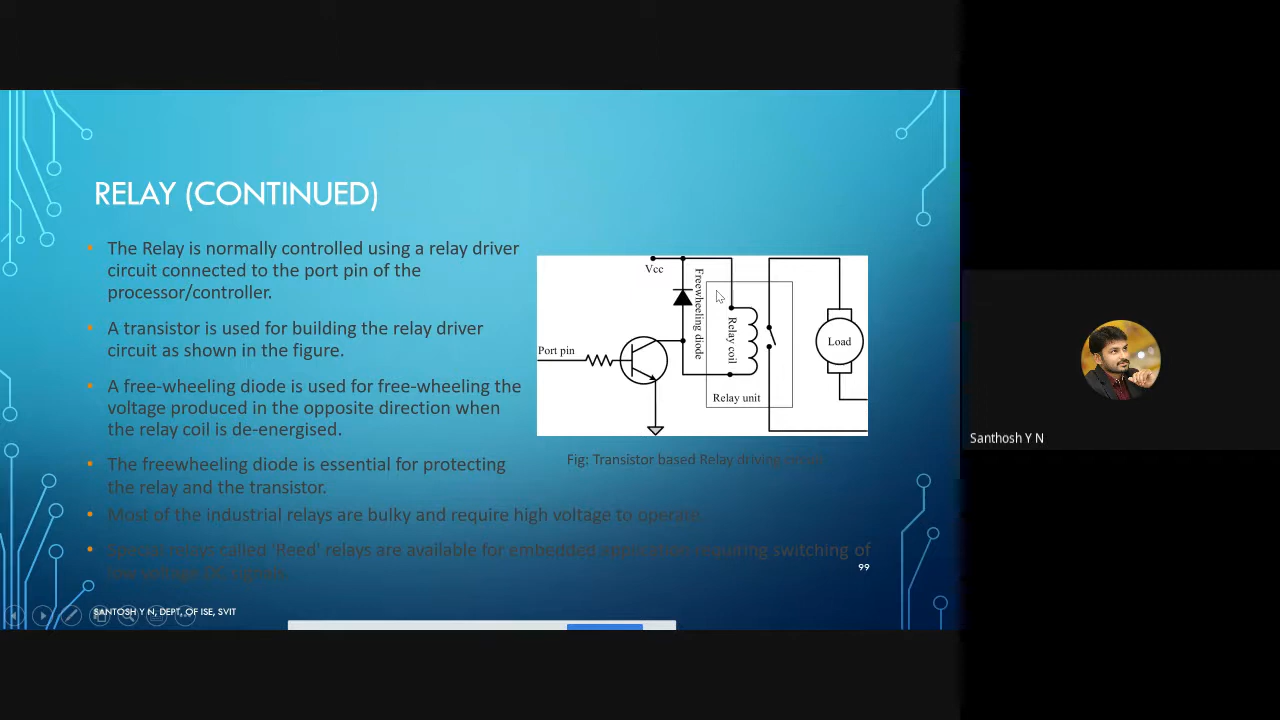 RELAY (CONTINUED)
• The Relay is normally controlled using a relay driver
circuit connected to the port pin of the
processor/controller.
• A transistor is used for building the relay driver
circuit as shown in the figure.
• A free-wheeling diode is used for free-wheeling the
voltage produced in the opposite direction when
the relay coil is de-energised.
• The freewheeling diode is essential for protecting
the relay and the transistor.
• Most of the industrial relays are bulky and require high voltage to operate.
• Special relays called 'Reed' relays are available for embedded application requiring switching of
low voltage DC signals.
Vcc
Freewheeling diode
Relay coil
Port pin
Load
Relay unit
Fig: Transistor based Relay driving circuit
99
SANTOSH Y N, DEPT, OF ISE, SVIT
Santhosh Y N